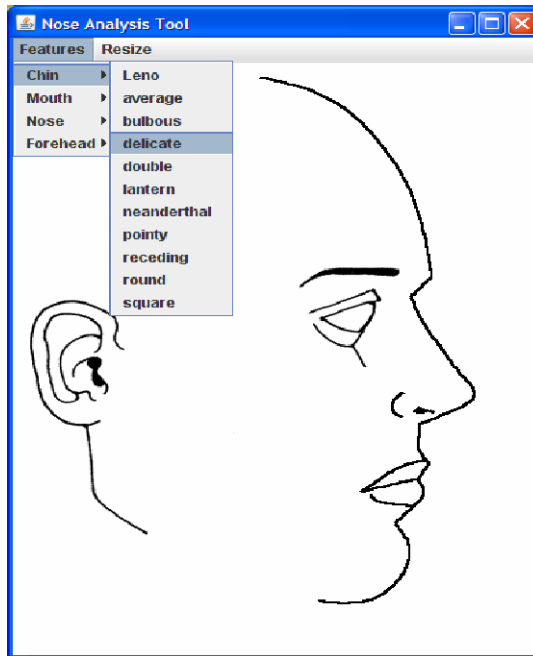 Nose Analysis Tool
Features Resize
Chin
Mouth
Nose
Forehead
Leno
average
bulbous
delicate
double
lantern
neanderthal
pointy
receding
round
square